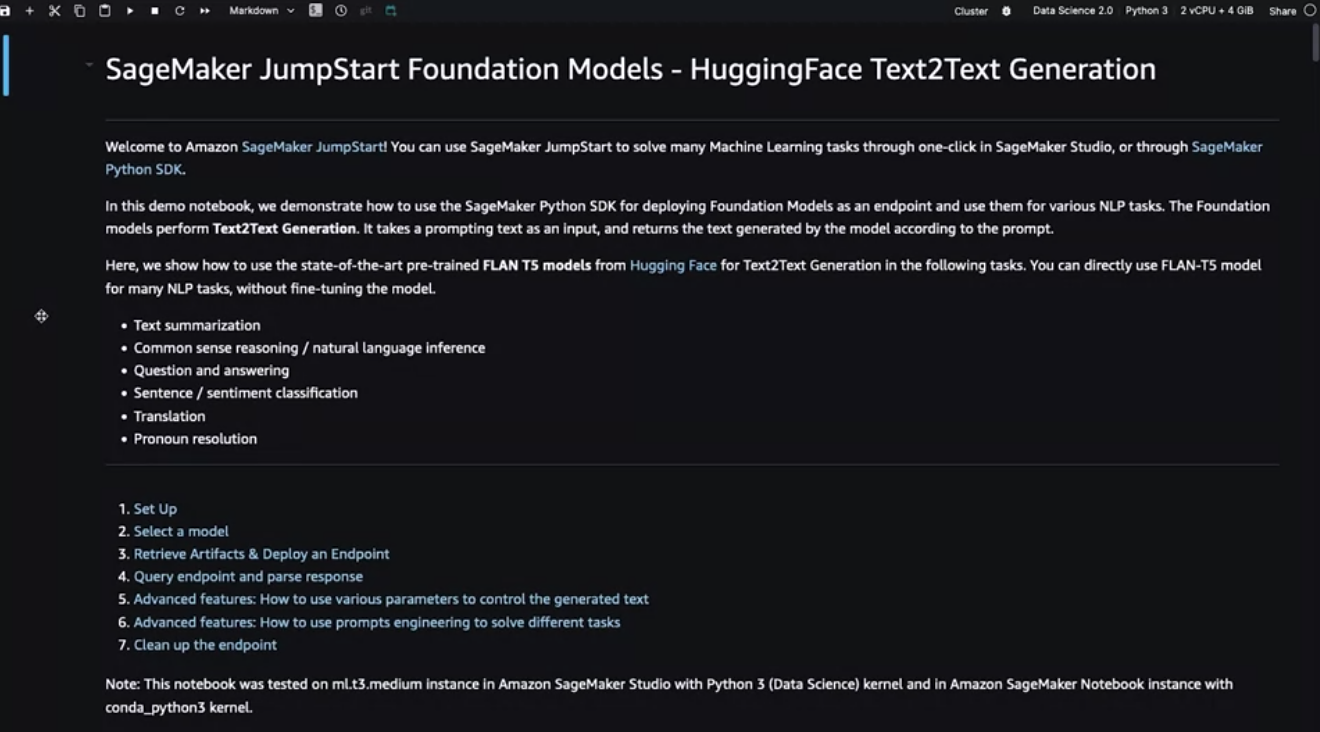 Markdown
git
Cluster
Data Science 2.0
Python 3
2 vCPU + 4 GiB
Share
SageMaker JumpStart Foundation Models - HuggingFace Text2Text Generation
Welcome to Amazon SageMaker JumpStart! You can use SageMaker JumpStart to solve many Machine Learning tasks through one-click in SageMaker Studio, or through SageMaker
Python SDK.
In this demo notebook, we demonstrate how to use the SageMaker Python SDK for deploying Foundation Models as an endpoint and use them for various NLP tasks. The Foundation
models perform Text2Text Generation. It takes a prompting text as an input, and returns the text generated by the model according to the prompt.
Here, we show how to use the state-of-the-art pre-trained FLAN T5 models from Hugging Face for Text2Text Generation in the following tasks. You can directly use FLAN-T5 model
for many NLP tasks, without fine-tuning the model.
• Text summarization
• Common sense reasoning / natural language inference
• Question and answering
• Sentence / sentiment classification
• Translation
• Pronoun resolution
1. Set Up
2. Select a model
3. Retrieve Artifacts & Deploy an Endpoint
4. Query endpoint and parse response
5. Advanced features: How to use various parameters to control the generated text
6. Advanced features: How to use prompts engineering to solve different tasks
7. Clean up the endpoint
Note: This notebook was tested on ml.t3.medium instance in Amazon SageMaker Studio with Python 3 (Data Science) kernel and in Amazon SageMaker Notebook instance with
conda_python3 kernel.